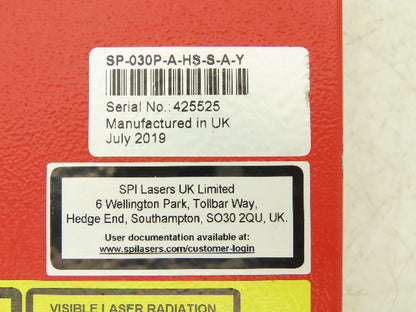 SP-030P-A-HS-S-A-Y
Serial No.: 425525
Manufactured in UK
July 2019
SPI Lasers UK Limited
6 Wellington Park, Tollbar Way,
Hedge End, Southampton, SO30 2QU, UK.
User documentation available at:
www.spilasers.com/customer-login
VISIBLE LASER RADIATION